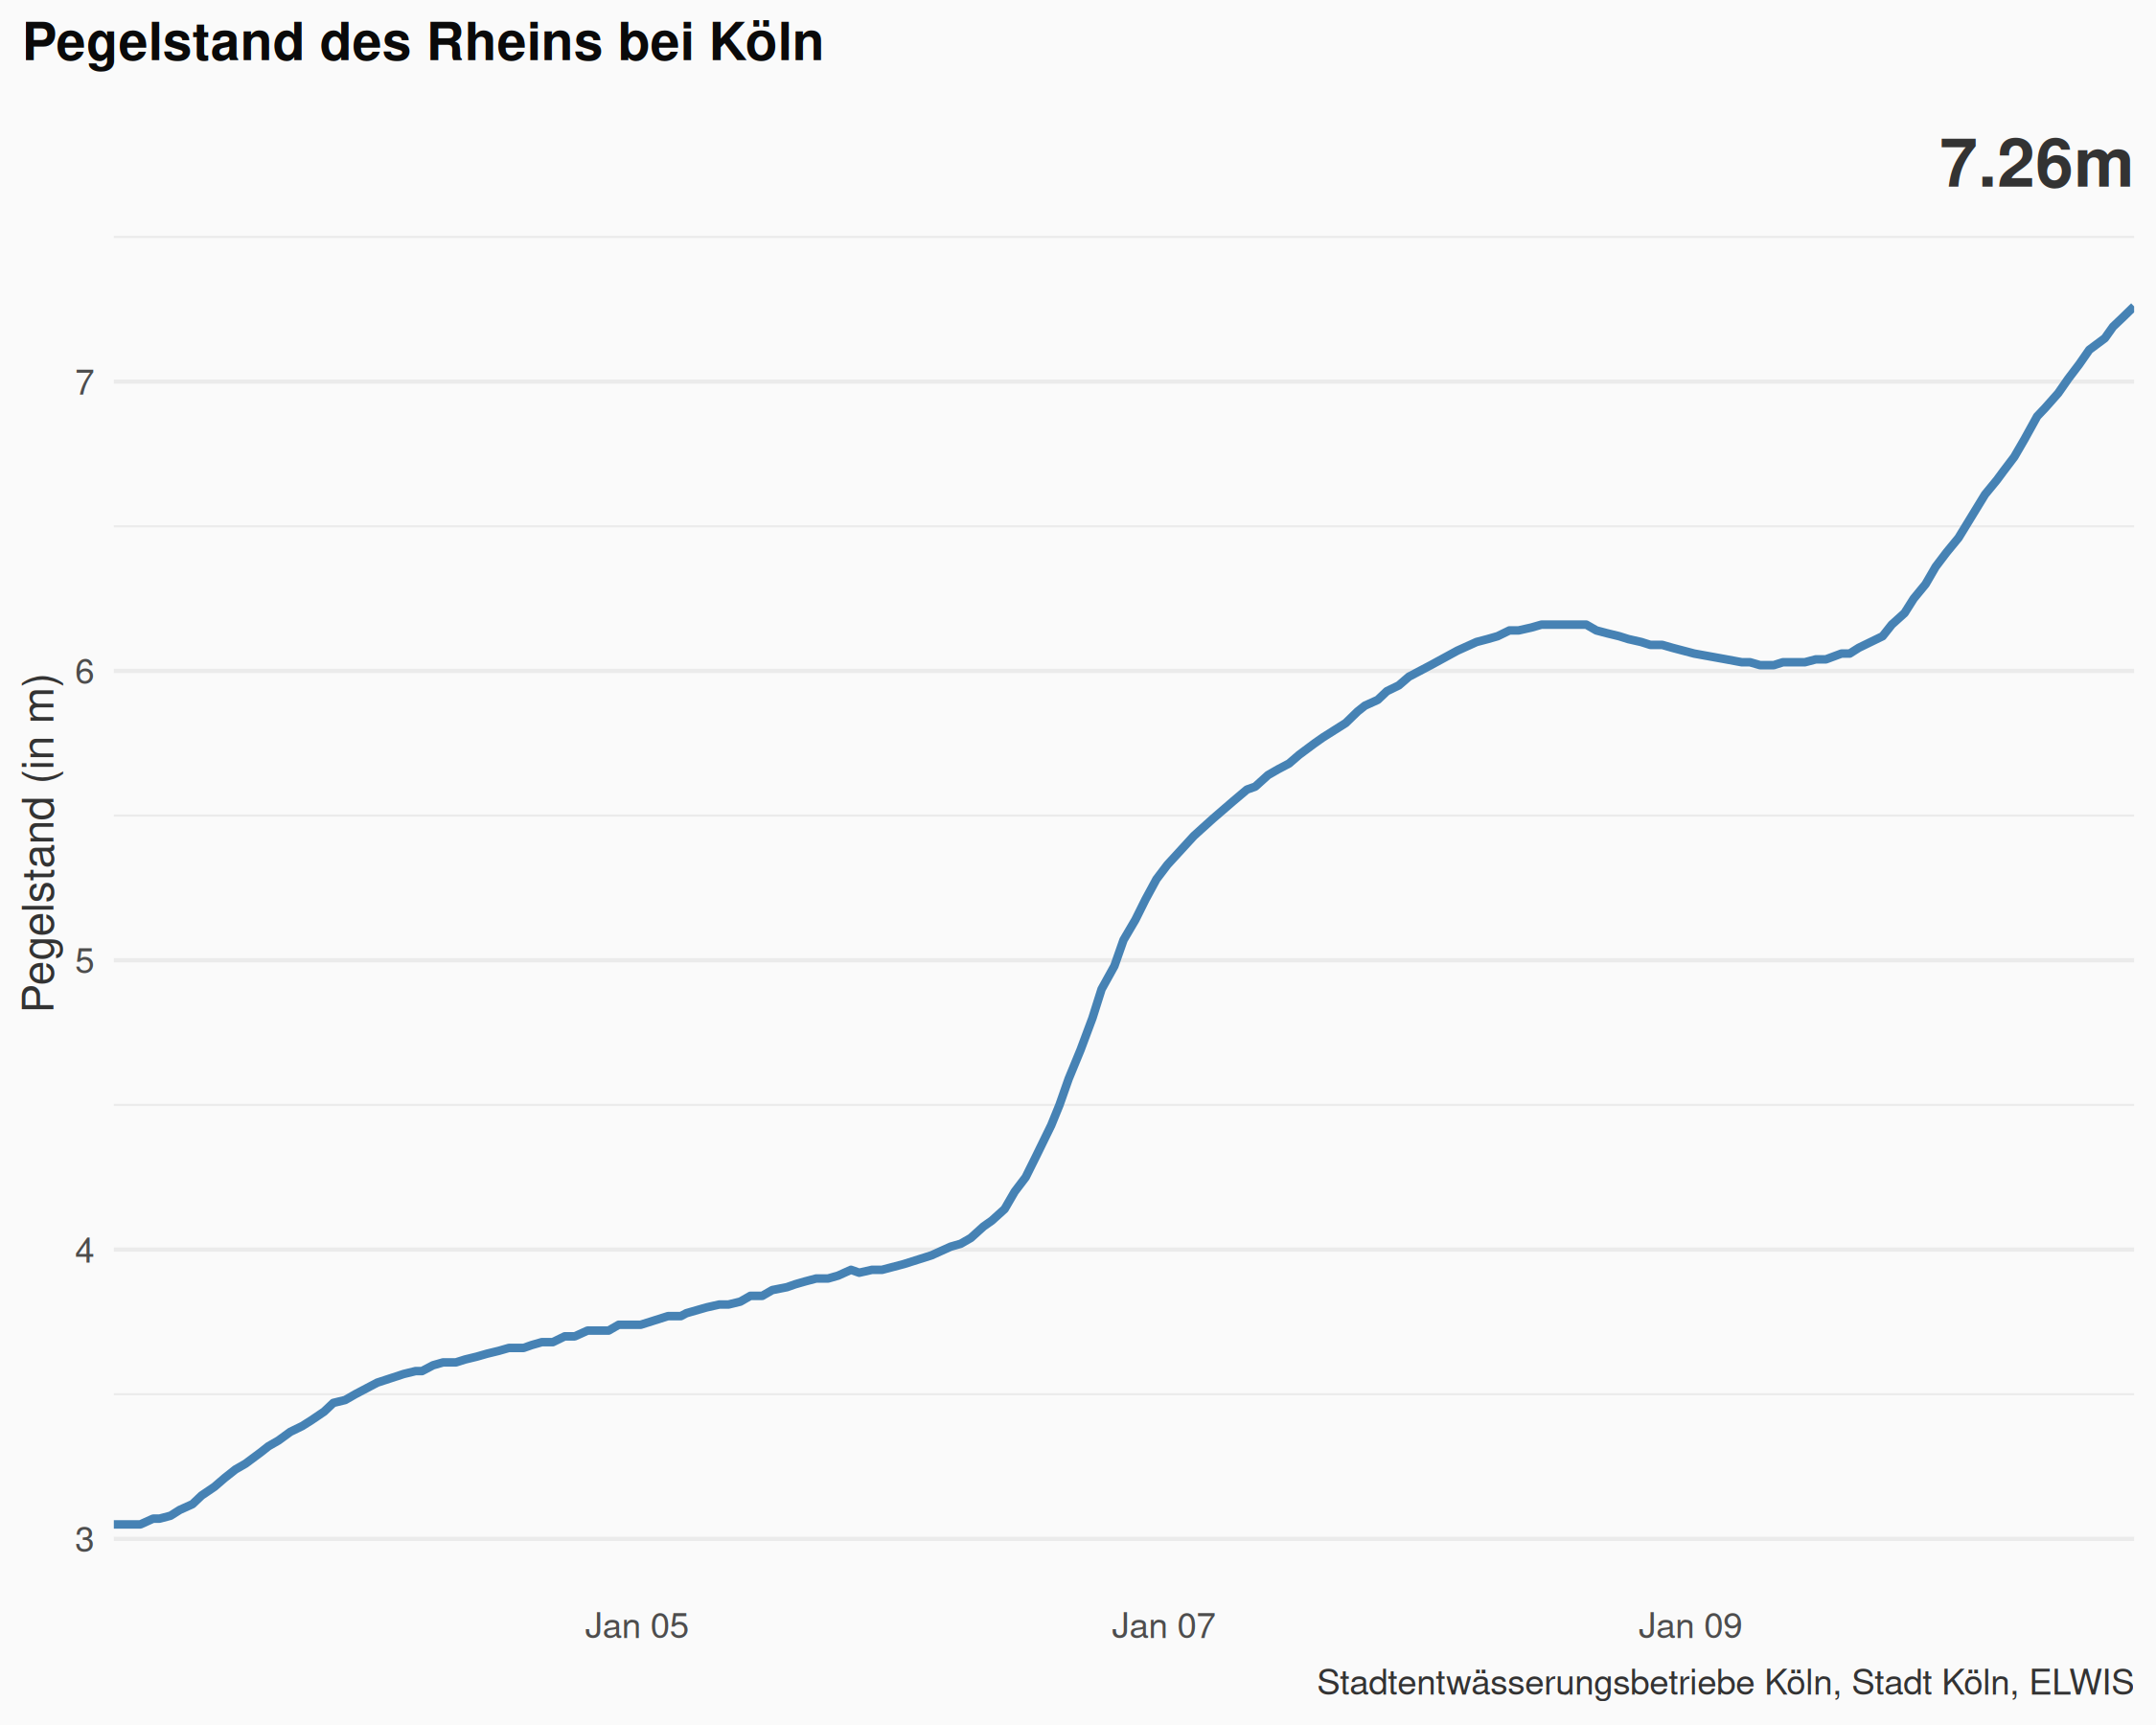 Pegelstand des Rheins bei Köln
7.26m
Pegelstand (in m)
7
6
5
4
3
Jan 05
Jan 07
Jan 09
Stadtentwässerungsbetriebe Köln, Stadt Köln, ELWIS